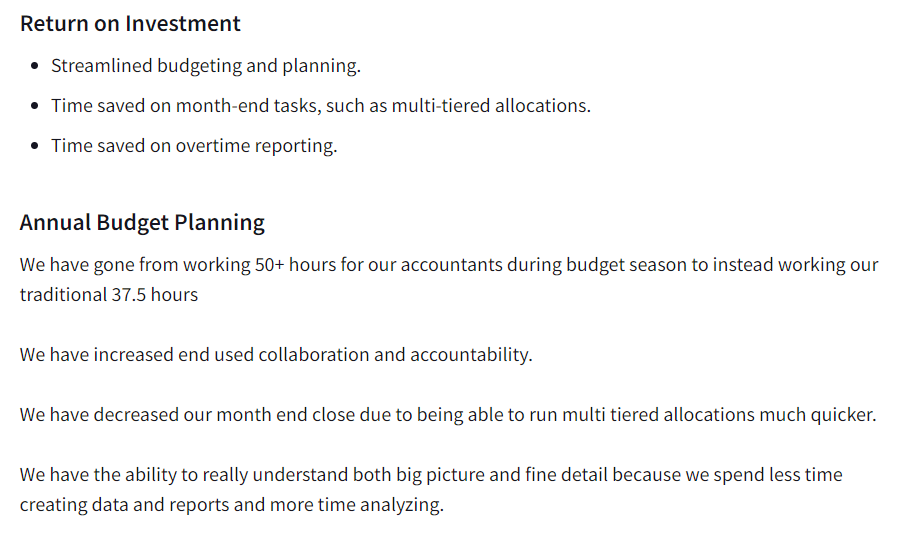 Return on Investment
• Streamlined budgeting and planning.
• Time saved on month-end tasks, such as multi-tiered allocations.
• Time saved on overtime reporting.
Annual Budget Planning
We have gone from working 50+ hours for our accountants during budget season to instead working our
traditional 37.5 hours
We have increased end used collaboration and accountability.
We have decreased our month end close due to being able to run multi tiered allocations much quicker.
We have the ability to really understand both big picture and fine detail because we spend less time
creating data and reports and more time analyzing.